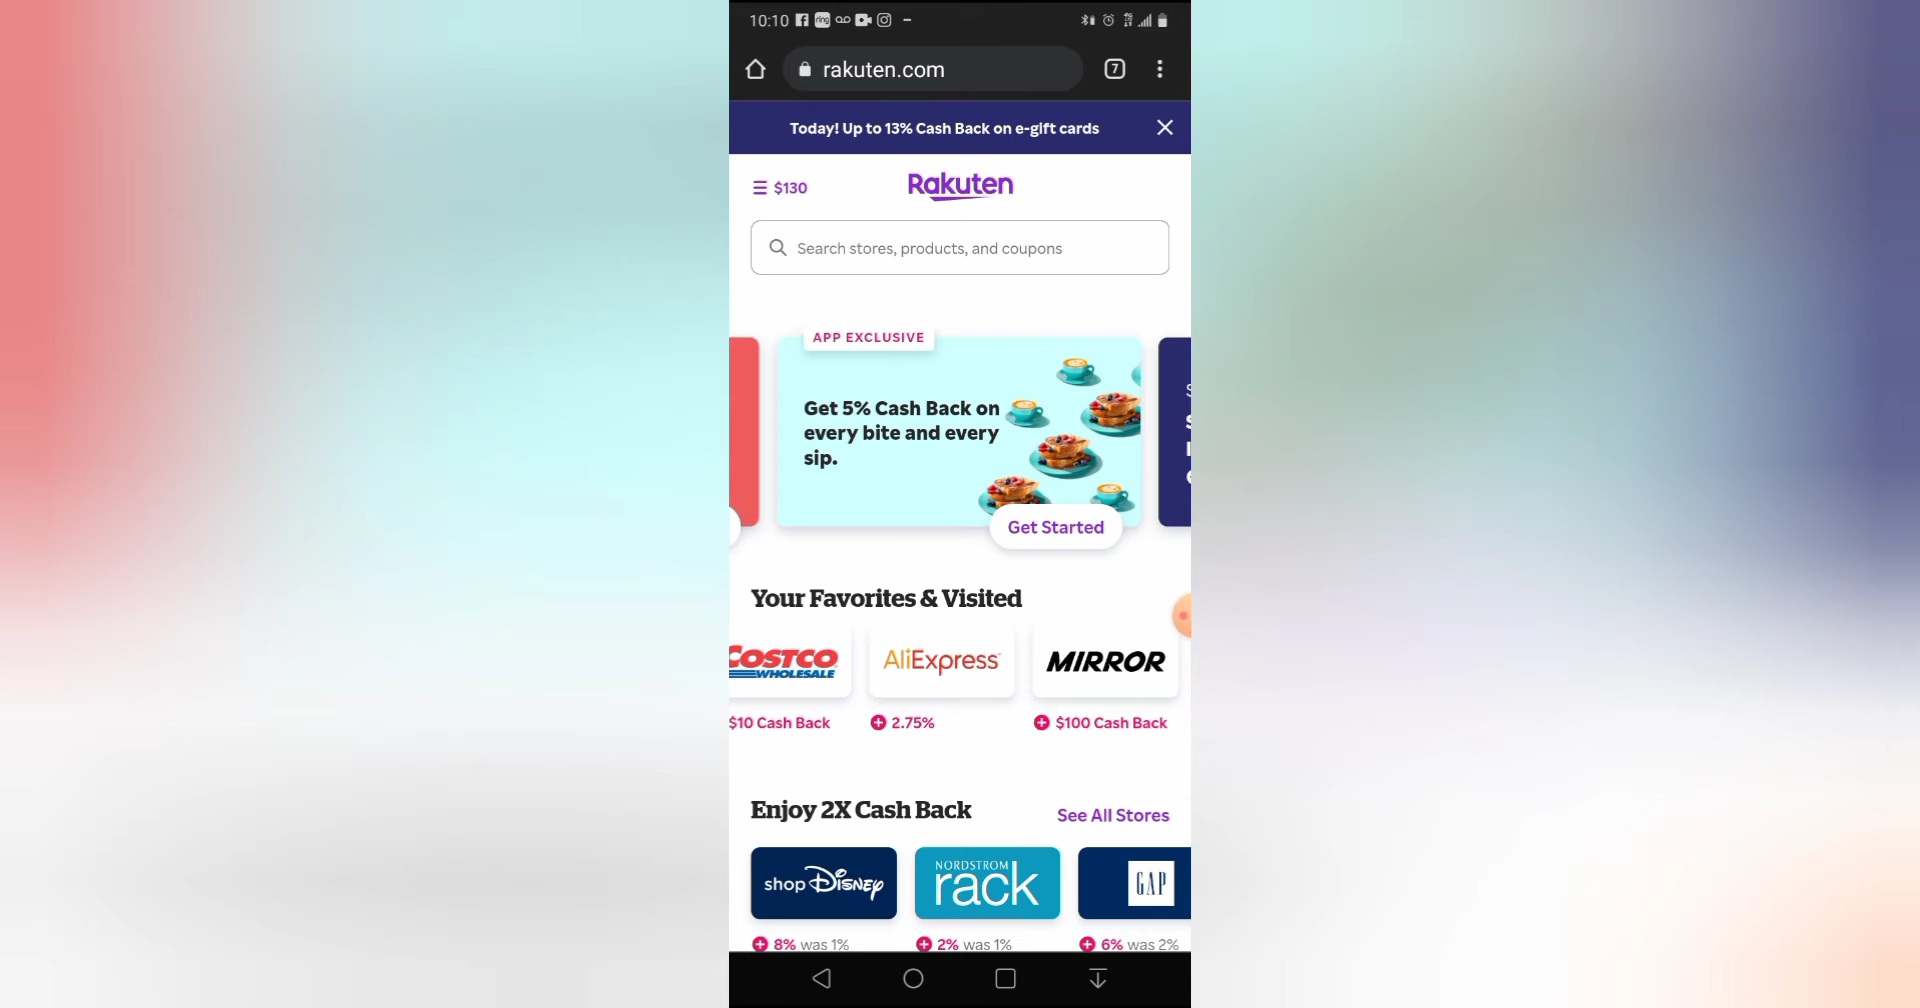 10:10
ring
rakuten.com
7
Today! Up to 13% Cash Back on e-gift cards
$130
Rakuten
Search stores, products, and coupons
APP EXCLUSIVE
Get 5% Cash Back on
every bite and every
sip.
Get Started
Your Favorites & Visited
COSTCO
WHOLESALE
AliExpress
MIRROR
$10 Cash Back
2.75%
$100 Cash Back
Enjoy 2X Cash Back
See All Stores
shop Disney
NORDSTROM
rack
GAP
8% was 1%
2% was 1%
6% was 2%